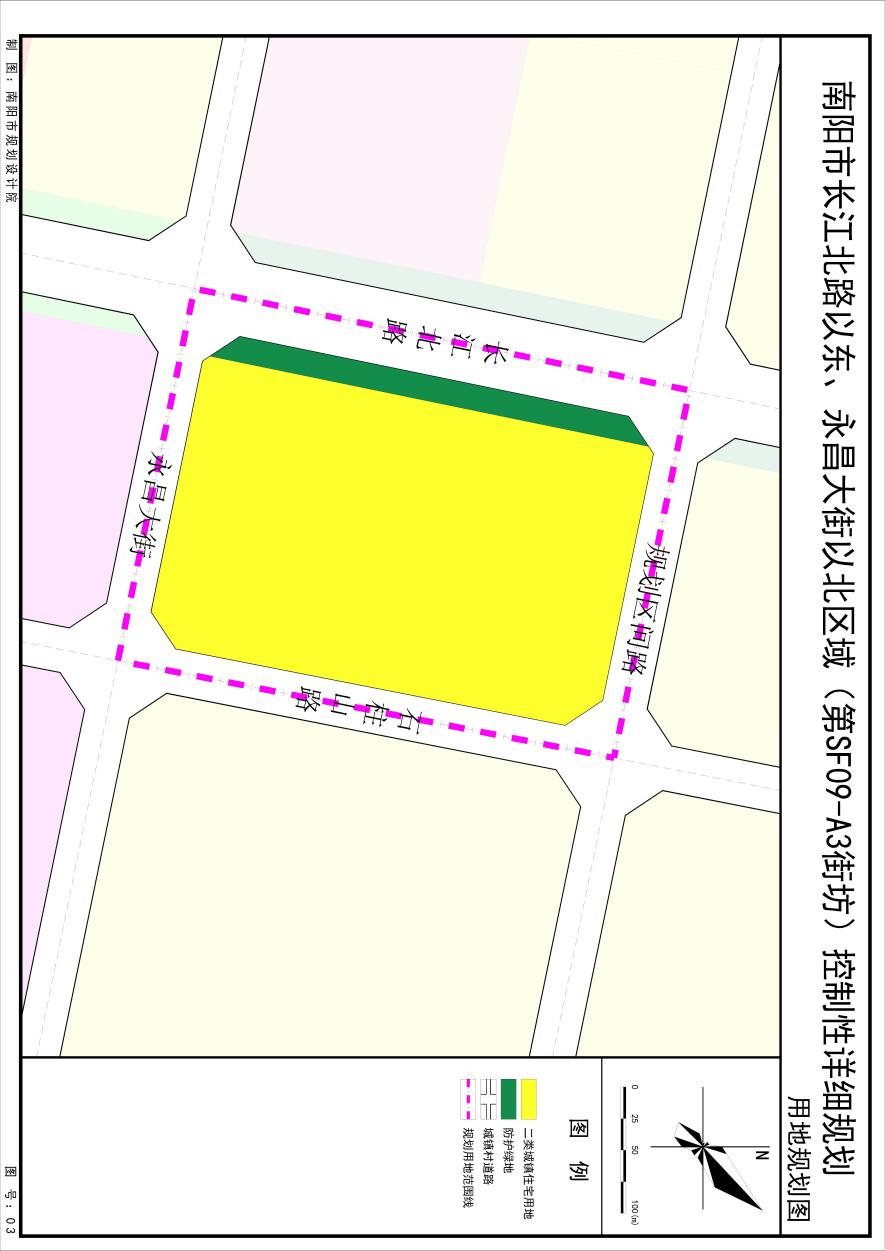 南阳市长江北路以东、永昌大街以北区域（第SF09-A3街坊）控制性详细规划
用地规划图
长江北路
规划区间路
永昌大街
石柱山路
N
0 25 50 100(m)
图 例
二类城镇住宅用地
防护绿地
城镇村道路
规划用地范围线
制 图：南阳市规划设计院
图 号：03